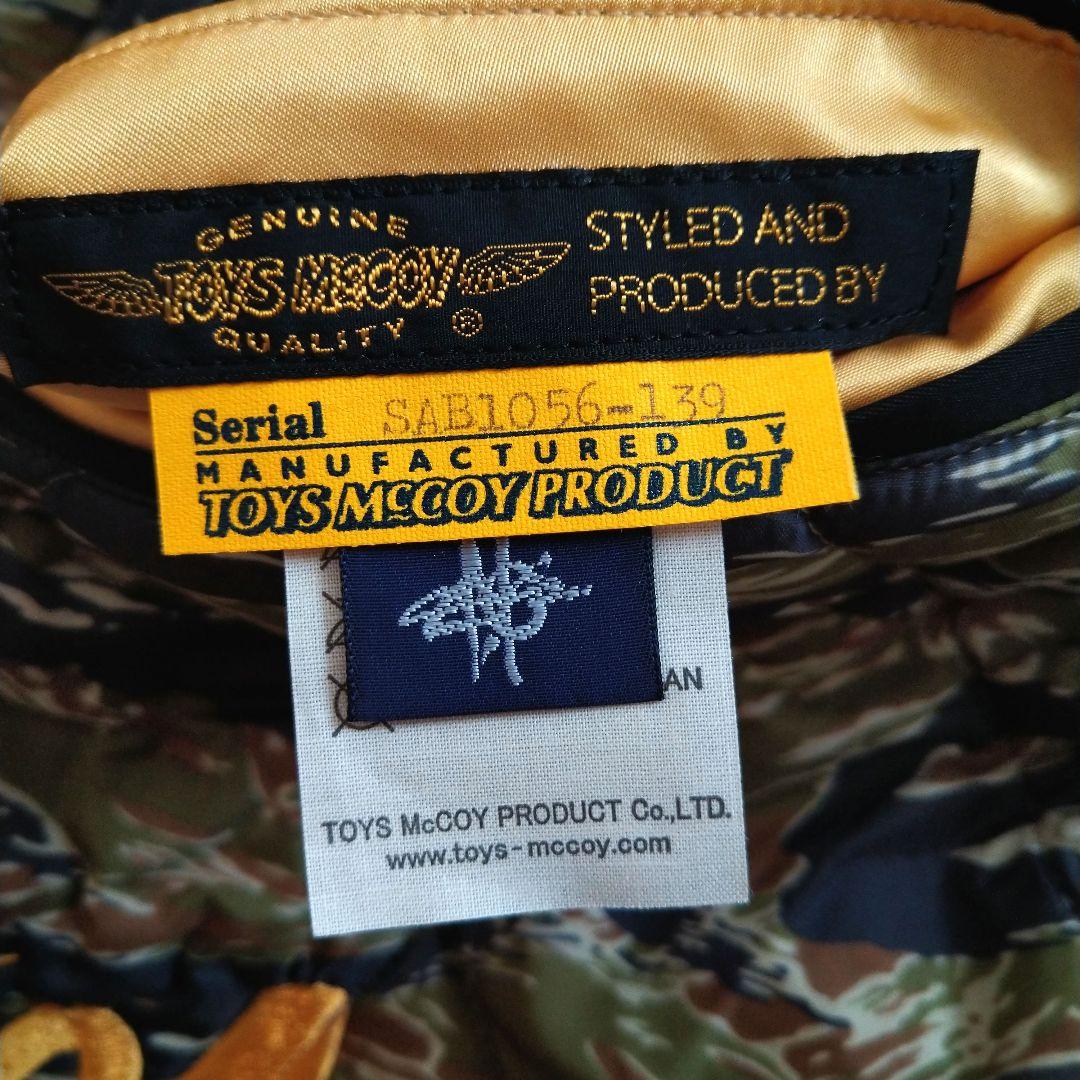 GENUINE
TOYS McCOY
QUALITY ®
STYLED AND
PRODUCED BY
Serial SAB1056-139
MANUFACTURED BY
TOYS McCOY PRODUCT
AN
TOYS McCOY PRODUCT Co.,LTD.
www.toys-mccoy.com